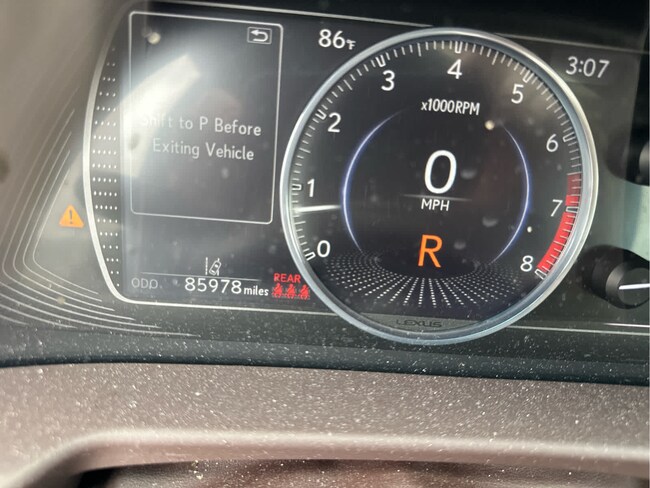 86°F
3:07
Shift to P Before
Exiting Vehicle
x1000RPM
0
1
2
3
4
5
6
7
8
0
MPH
R
ODO 85978 miles
REAR
LEXUS